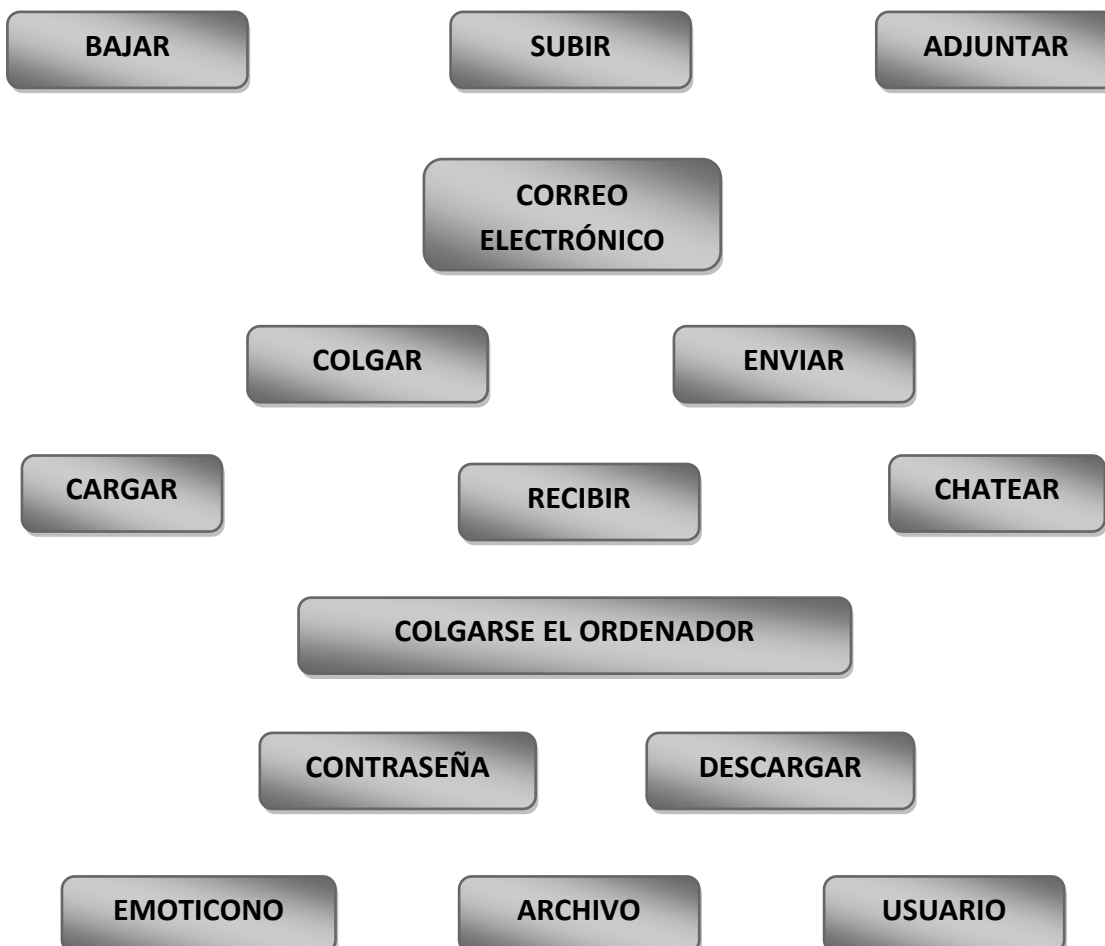 BAJAR
SUBIR
ADJUNTAR
CORREO
ELECTRÓNICO
COLGAR
ENVIAR
CARGAR
RECIBIR
CHATEAR
COLGARSE EL ORDENADOR
CONTRASEÑA
DESCARGAR
EMOTICONO
ARCHIVO
USUARIO